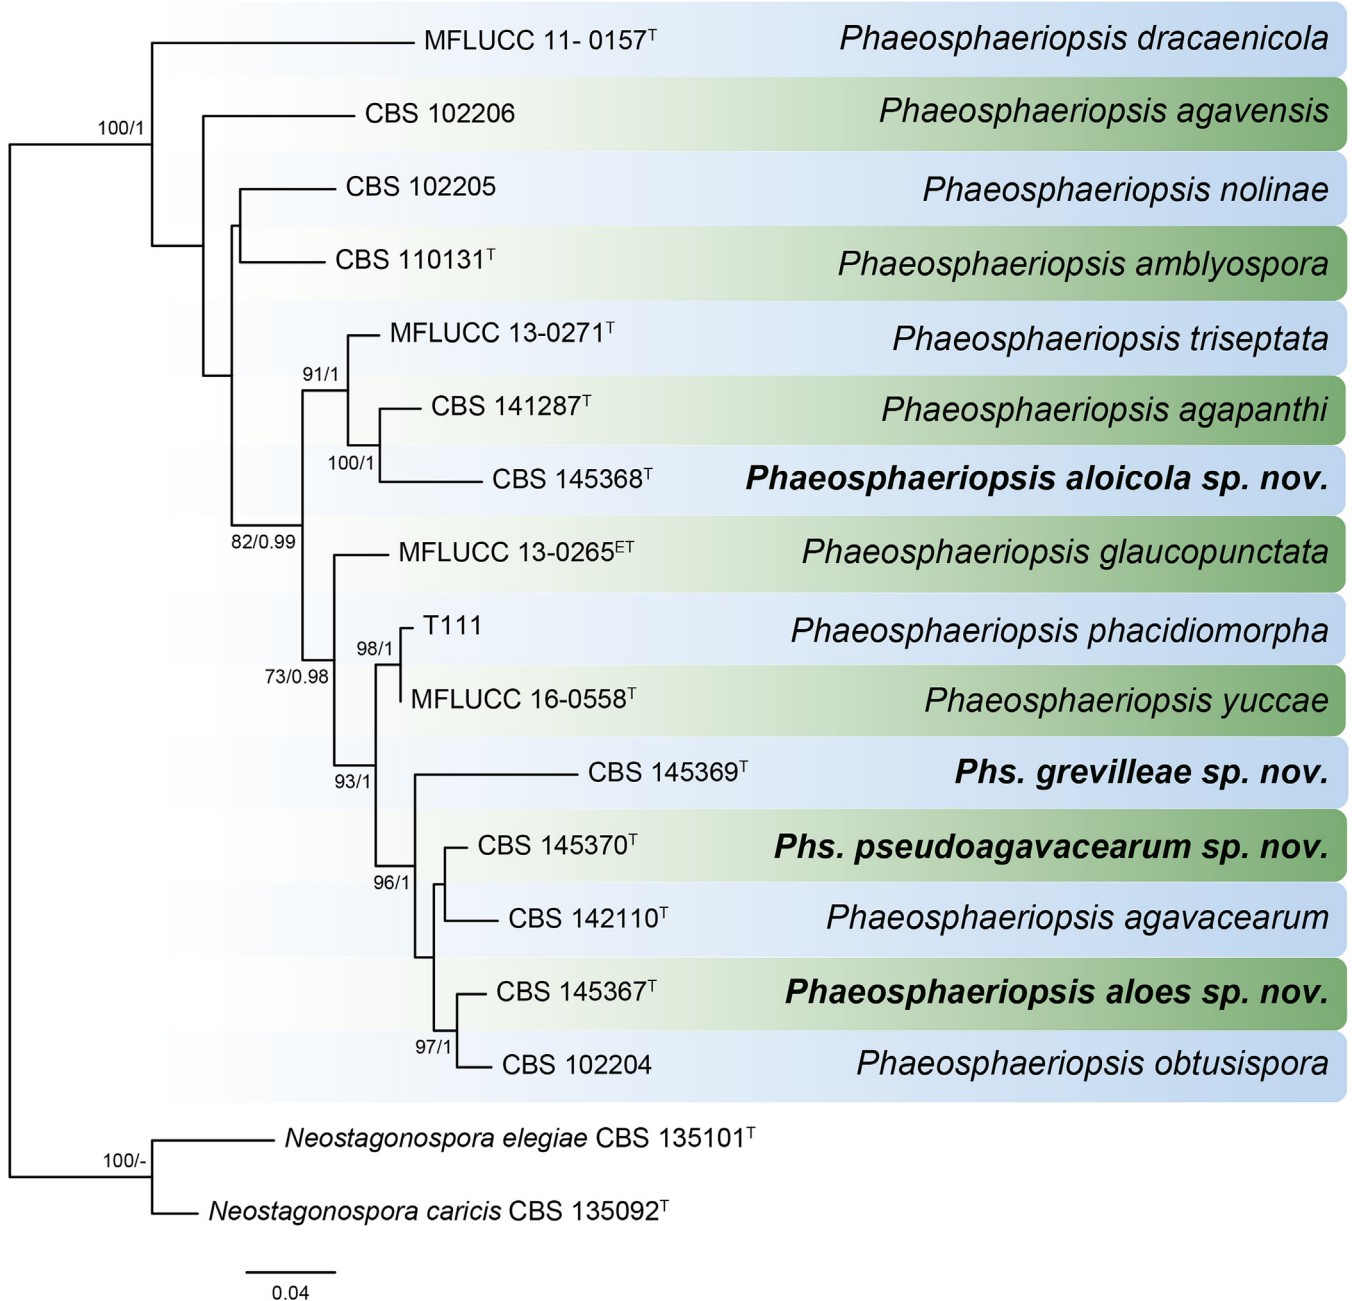 MFLUCC 11- 0157ᵀ Phaeosphaeriopsis dracaenicola
100/1
CBS 102206 Phaeosphaeriopsis agavensis
CBS 102205 Phaeosphaeriopsis nolinae
CBS 110131ᵀ Phaeosphaeriopsis amblyospora
MFLUCC 13-0271ᵀ Phaeosphaeriopsis triseptata
91/1
CBS 141287ᵀ Phaeosphaeriopsis agapanthi
100/1
CBS 145368ᵀ Phaeosphaeriopsis aloicola sp. nov.
82/0.99
MFLUCC 13-0265ᴱᵀ Phaeosphaeriopsis glaucopunctata
T111 Phaeosphaeriopsis phacidiomorpha
98/1
73/0.98
MFLUCC 16-0558ᵀ Phaeosphaeriopsis yuccae
CBS 145369ᵀ Phs. grevilleae sp. nov.
93/1
CBS 145370ᵀ Phs. pseudoagavacearum sp. nov.
96/1
CBS 142110ᵀ Phaeosphaeriopsis agavacearum
CBS 145367ᵀ Phaeosphaeriopsis aloes sp. nov.
97/1
CBS 102204 Phaeosphaeriopsis obtusispora
Neostagonospora elegiae CBS 135101ᵀ
100/-
Neostagonospora caricis CBS 135092ᵀ
0.04